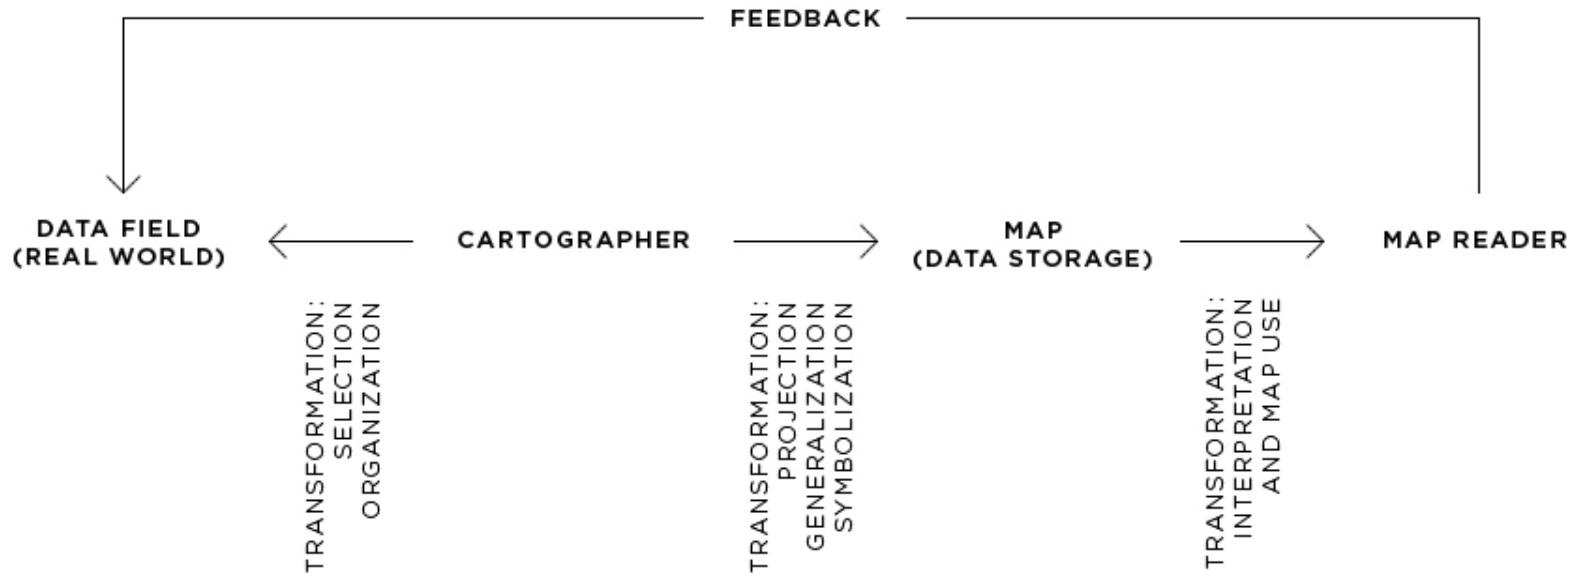 FEEDBACK
DATA FIELD
(REAL WORLD)
CARTOGRAPHER
MAP
(DATA STORAGE)
MAP READER
TRANSFORMATION:
SELECTION
ORGANIZATION
TRANSFORMATION:
PROJECTION
GENERALIZATION
SYMBOLIZATION
TRANSFORMATION:
INTERPRETATION
AND MAP USE